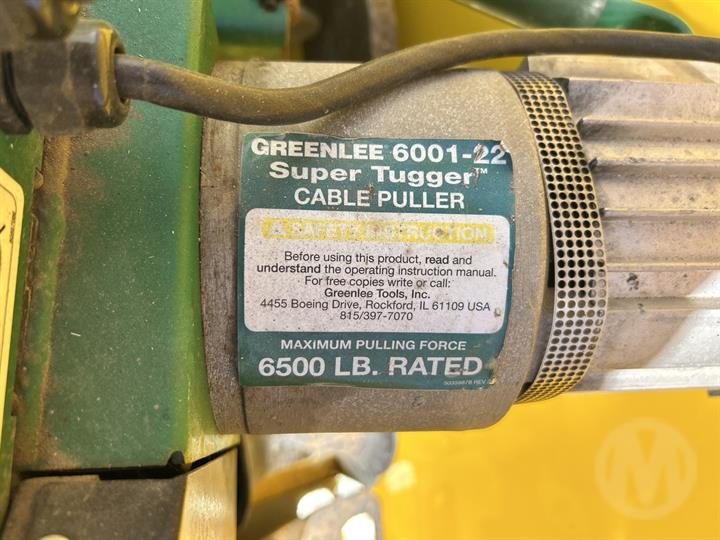 GREENLEE 6001-22
Super Tugger™
CABLE PULLER
SAFETY INSTRUCTION
Before using this product, read and
understand the operating instruction manual.
For free copies write or call:
Greenlee Tools, Inc.
4455 Boeing Drive, Rockford, IL 61109 USA
815/397-7070
MAXIMUM PULLING FORCE
6500 LB. RATED
M